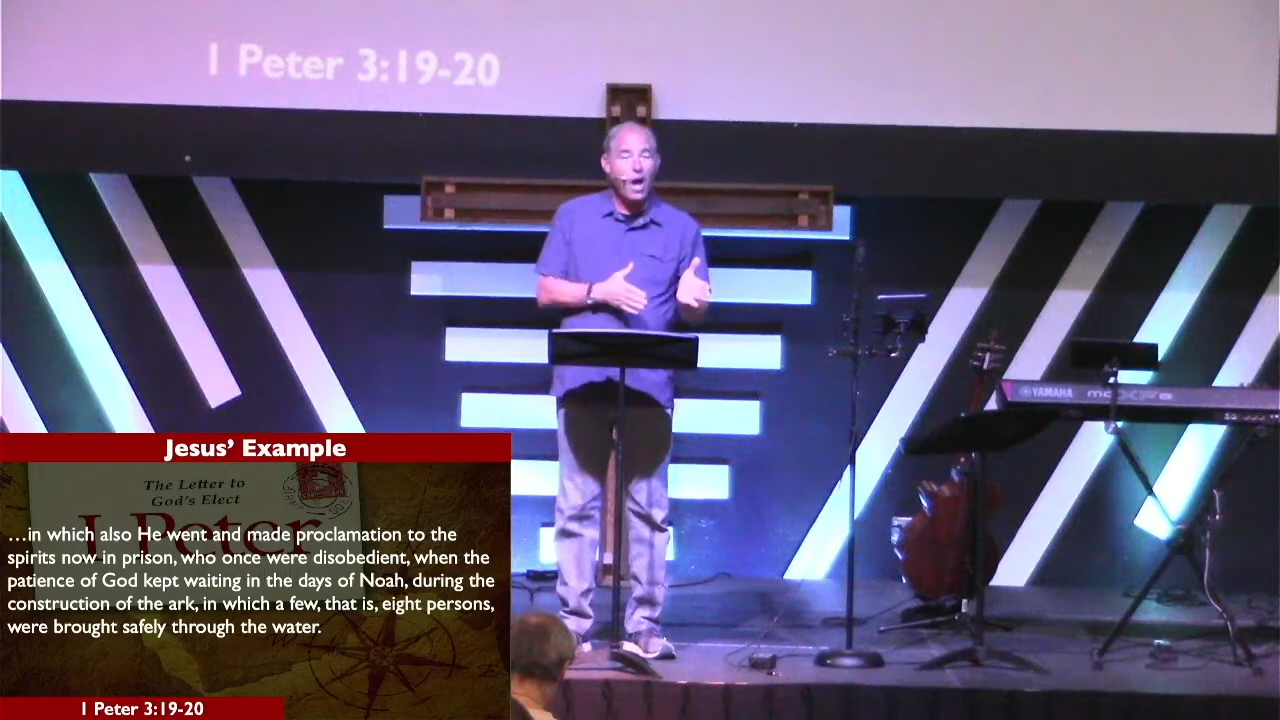 1 Peter 3:19-20
YAMAHA
Jesus' Example
The Letter to
God's Elect
1 Peter
…in which also He went and made proclamation to the
spirits now in prison, who once were disobedient, when the
patience of God kept waiting in the days of Noah, during the
construction of the ark, in which a few, that is, eight persons,
were brought safely through the water.
1 Peter 3:19-20